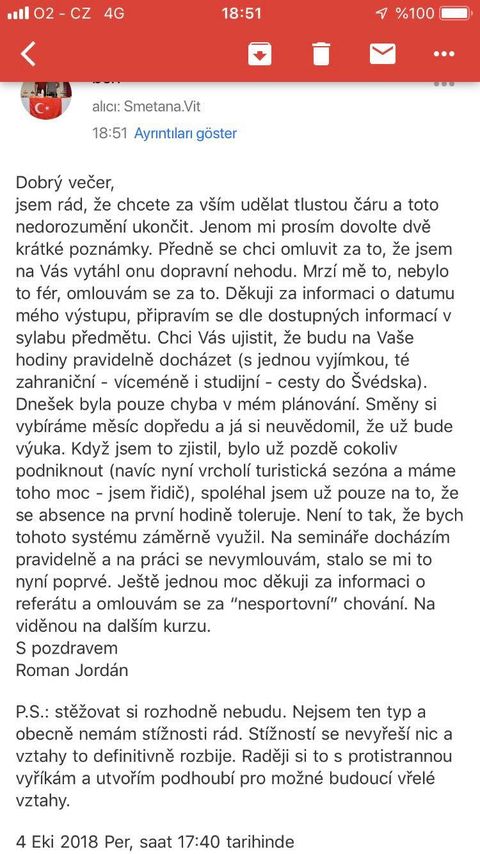 O2 - CZ 4G 18:51 %100
alıcı: Smetana.Vit
18:51 Ayrıntıları göster
Dobrý večer,
jsem rád, že chcete za vším udělat tlustou čáru a toto
nedorozumění ukončit. Jenom mi prosím dovolte dvě
krátké poznámky. Předně se chci omluvit za to, že jsem
na Vás vytáhl onu dopravní nehodu. Mrzí mě to, nebylo
to fér, omlouvám se za to. Děkuji za informaci o datumu
mého výstupu, připravím se dle dostupných informací v
sylabu předmětu. Chci Vás ujistit, že budu na Vaše
hodiny pravidelně docházet (s jednou vyjímkou, té
zahraniční - víceméně i studijní - cesty do Švédska).
Dnešek byla pouze chyba v mém plánování. Směny si
vybíráme měsíc dopředu a já si neuvědomil, že už bude
výuka. Když jsem to zjistil, bylo už pozdě cokoliv
podniknout (navíc nyní vrcholí turistická sezóna a máme
toho moc - jsem řidič), spoléhal jsem už pouze na to, že
se absence na první hodině toleruje. Není to tak, že bych
tohoto systému záměrně využil. Na semináře docházím
pravidelně a na práci se nevymlouvám, stalo se mi to
nyní poprvé. Ještě jednou moc děkuji za informaci o
referátu a omlouvám se za “nesportovní” chování. Na
viděnou na dalším kurzu.
S pozdravem
Roman Jordán
P.S.: stěžovat si rozhodně nebudu. Nejsem ten typ a
obecně nemám stížnosti rád. Stížností se nevyřeší nic a
vztahy to definitivně rozbije. Raději si to s protistrannou
vyříkám a utvořím podhoubí pro možné budoucí vřelé
vztahy.
4 Eki 2018 Per, saat 17:40 tarihinde